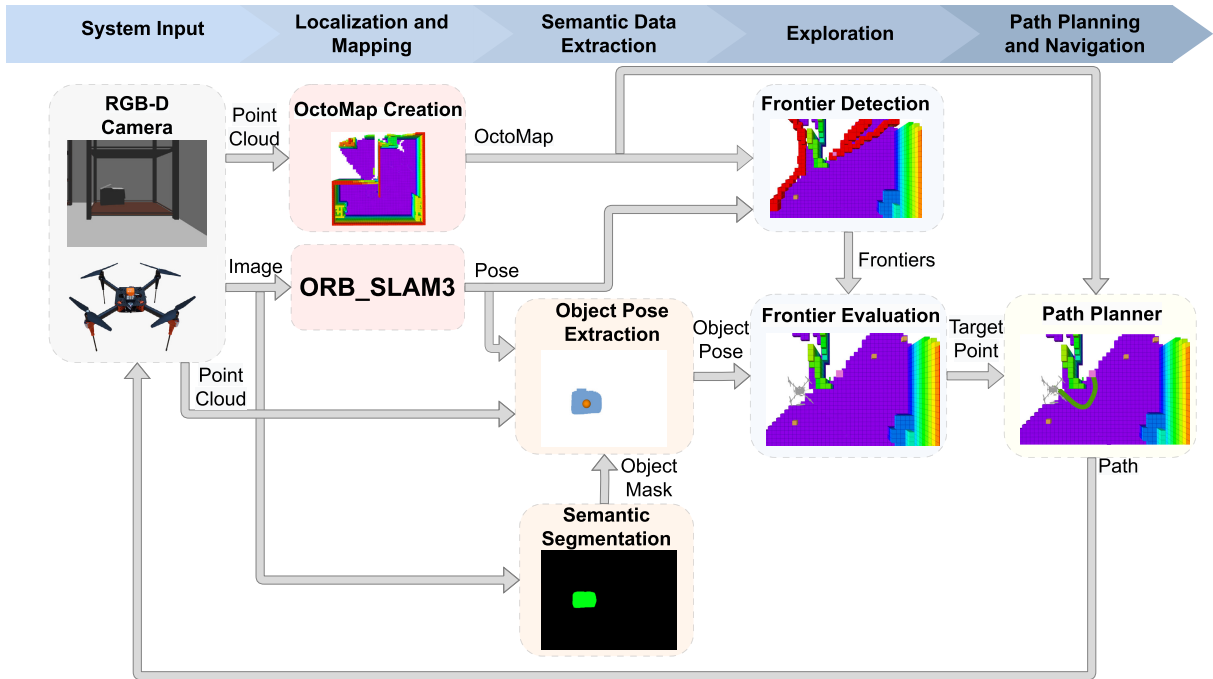 System Input
Localization and
Mapping
Semantic Data
Extraction
Exploration
Path Planning
and Navigation
RGB-D
Camera
Point
Cloud
OctoMap Creation
OctoMap
Frontier Detection
Image
ORB_SLAM3
Pose
Frontiers
Object Pose
Extraction
Object
Pose
Frontier Evaluation
Target
Point
Path Planner
Point
Cloud
Object
Mask
Path
Semantic
Segmentation